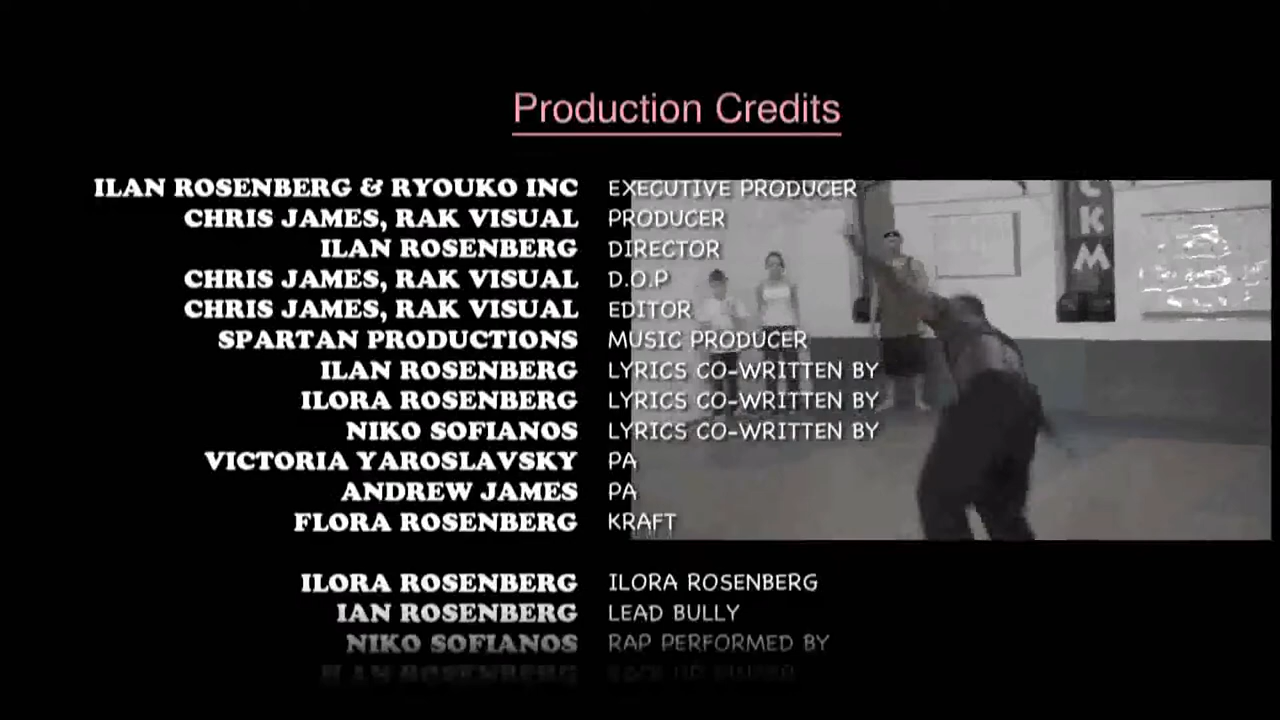 Production Credits
ILAN ROSENBERG & RYOUKO INC EXECUTIVE PRODUCER
CHRIS JAMES, RAK VISUAL PRODUCER
ILAN ROSENBERG DIRECTOR
CHRIS JAMES, RAK VISUAL D.O.P
CHRIS JAMES, RAK VISUAL EDITOR
SPARTAN PRODUCTIONS MUSIC PRODUCER
ILAN ROSENBERG LYRICS CO-WRITTEN BY
ILORA ROSENBERG LYRICS CO-WRITTEN BY
NIKO SOFIANOS LYRICS CO-WRITTEN BY
VICTORIA YAROSLAVSKY PA
ANDREW JAMES PA
FLORA ROSENBERG KRAFT
ILORA ROSENBERG ILORA ROSENBERG
IAN ROSENBERG LEAD BULLY
NIKO SOFIANOS RAP PERFORMED BY
ILAN ROSENBERG
CKM